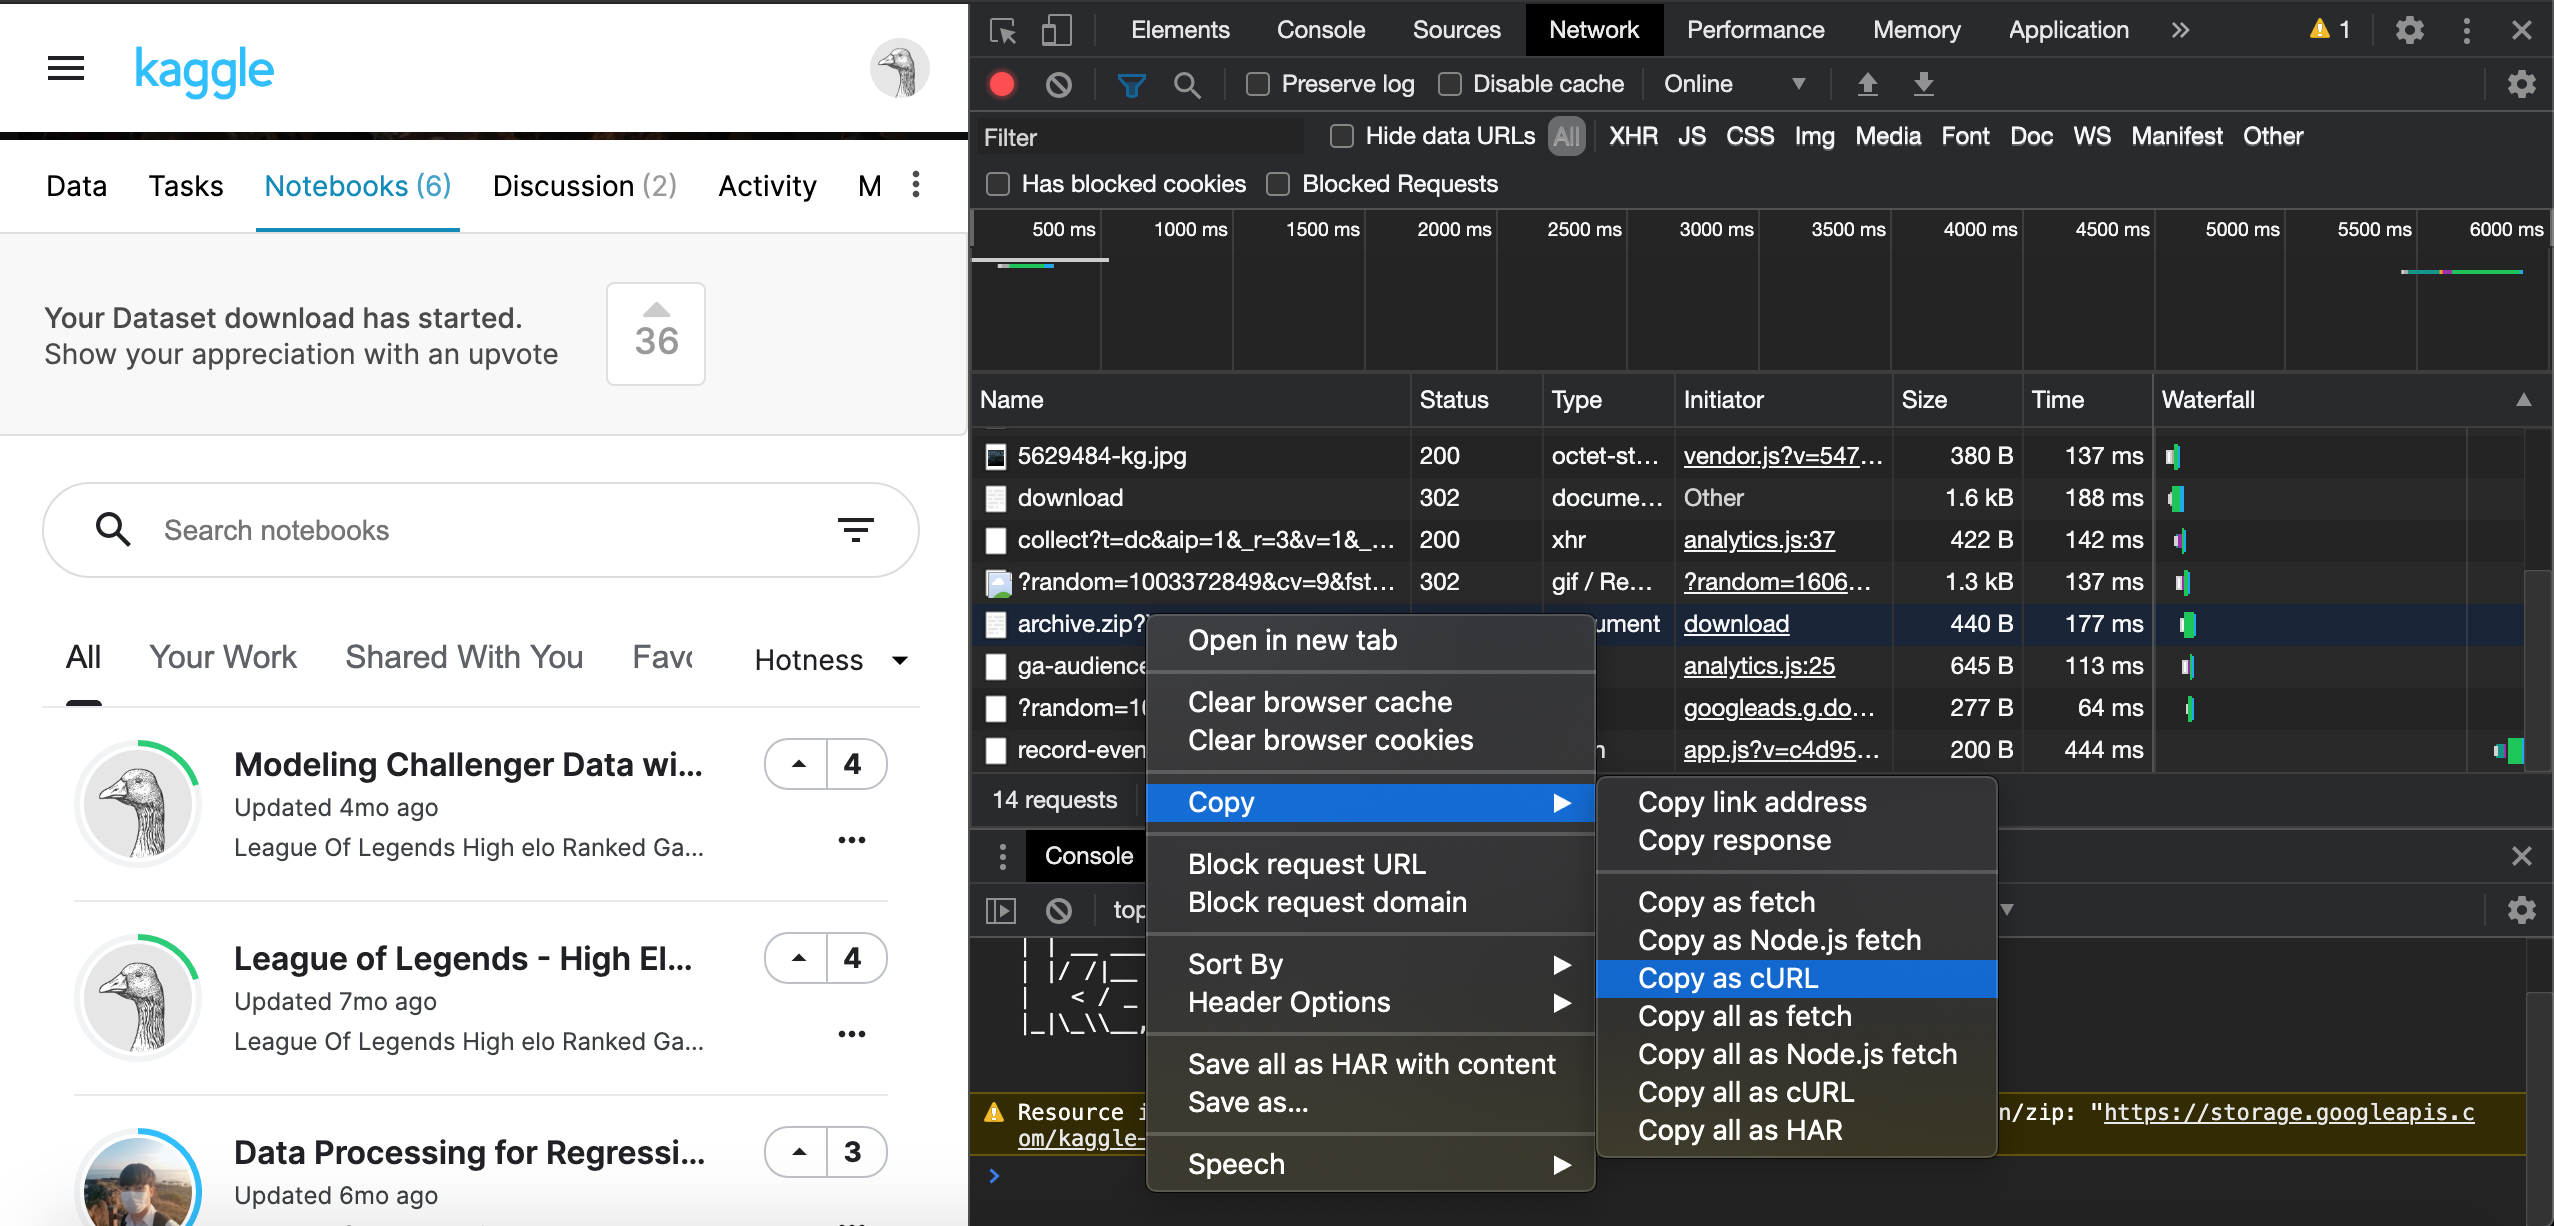 kaggle
Data Tasks Notebooks (6) Discussion (2) Activity M
Your Dataset download has started.
Show your appreciation with an upvote
36
Search notebooks
All Your Work Shared With You Favo Hotness
Modeling Challenger Data wi...
4
Updated 4mo ago
League Of Legends High elo Ranked Ga...
League of Legends - High El...
4
Updated 7mo ago
League Of Legends High elo Ranked Ga...
Data Processing for Regressi...
3
Updated 6mo ago
Elements Console Sources Network Performance Memory Application » 1
Preserve log Disable cache Online
Filter Hide data URLs All XHR JS CSS Img Media Font Doc WS Manifest Other
Has blocked cookies Blocked Requests
500 ms 1000 ms 1500 ms 2000 ms 2500 ms 3000 ms 3500 ms 4000 ms 4500 ms 5000 ms 5500 ms 6000 ms
Name Status Type Initiator Size Time Waterfall
5629484-kg.jpg 200 octet-st... vendor.js?v=547... 380 B 137 ms
download 302 docume... Other 1.6 kB 188 ms
collect?t=dc&aip=1&_r=3&v=1&_... 200 xhr analytics.js:37 422 B 142 ms
?random=1003372849&cv=9&fst... 302 gif / Re... ?random=1606... 1.3 kB 137 ms
archive.zip? ument download 440 B 177 ms
ga-audience analytics.js:25 645 B 113 ms
?random=10 googleads.g.do... 277 B 64 ms
record-even n app.js?v=c4d95... 200 B 444 ms
14 requests
Console
top
Open in new tab
Clear browser cache
Clear browser cookies
Copy
Block request URL
Block request domain
Sort By
Header Options
Save all as HAR with content
Save as...
Speech
Copy link address
Copy response
Copy as fetch
Copy as Node.js fetch
Copy as cURL
Copy all as fetch
Copy all as Node.js fetch
Copy all as cURL
Copy all as HAR
Resource i n/zip: "https://storage.googleapis.c
om/kaggle-